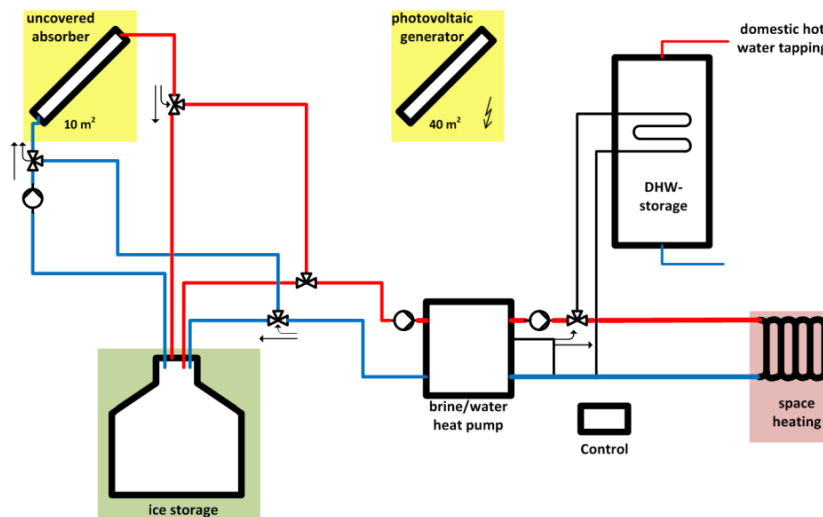 uncovered
absorber
10 m²
photovoltaic
generator
40 m²
domestic hot
water tapping
DHW-
storage
brine/water
heat pump
Control
space
heating
ice storage